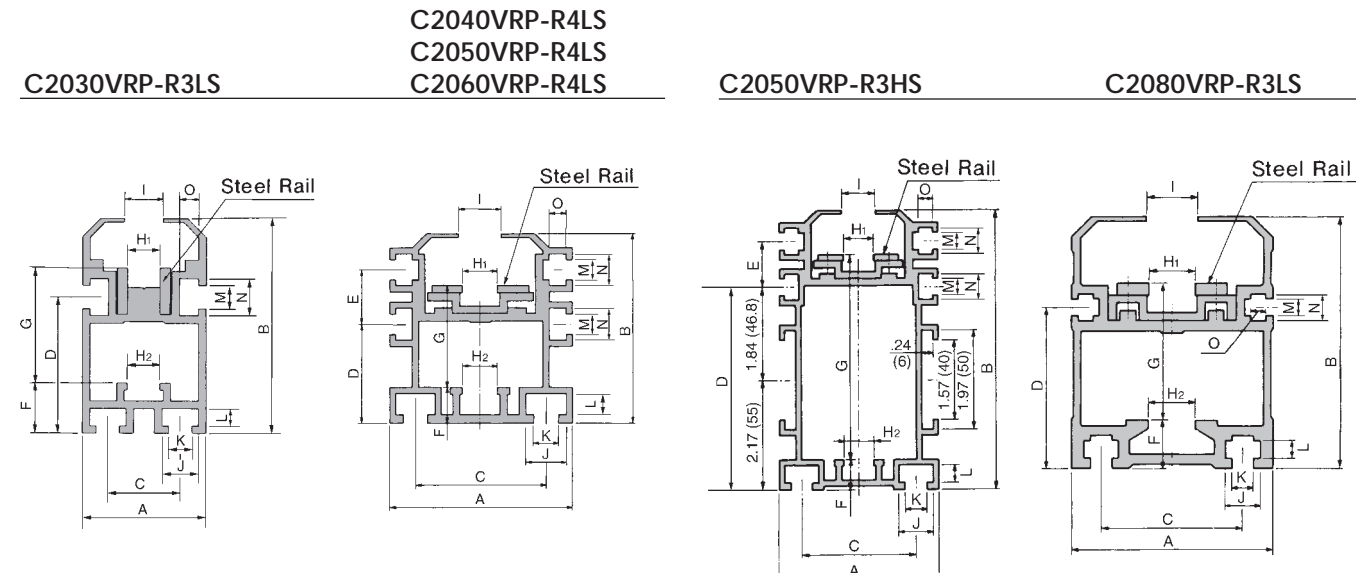 C2040VRP-R4LS
C2050VRP-R4LS
C2030VRP-R3LS
C2060VRP-R4LS
C2050VRP-R3HS
C2080VRP-R3LS
I
O
Steel Rail
H1
M
N
G
D
B
H2
F
L
K
J
C
A
I
O
Steel Rail
H1
M
N
E
G
M
N
B
H2
D
F
L
K
J
C
A
I
O
Steel Rail
H1
M
N
E
M
N
1.84 (46.8)
.24
(6)
G
D
1.57 (40)
1.97 (50)
B
2.17 (55)
H2
F
L
K
J
C
A
I
Steel Rail
H1
M
N
O
G
D
B
H2
F
L
K
J
C
A